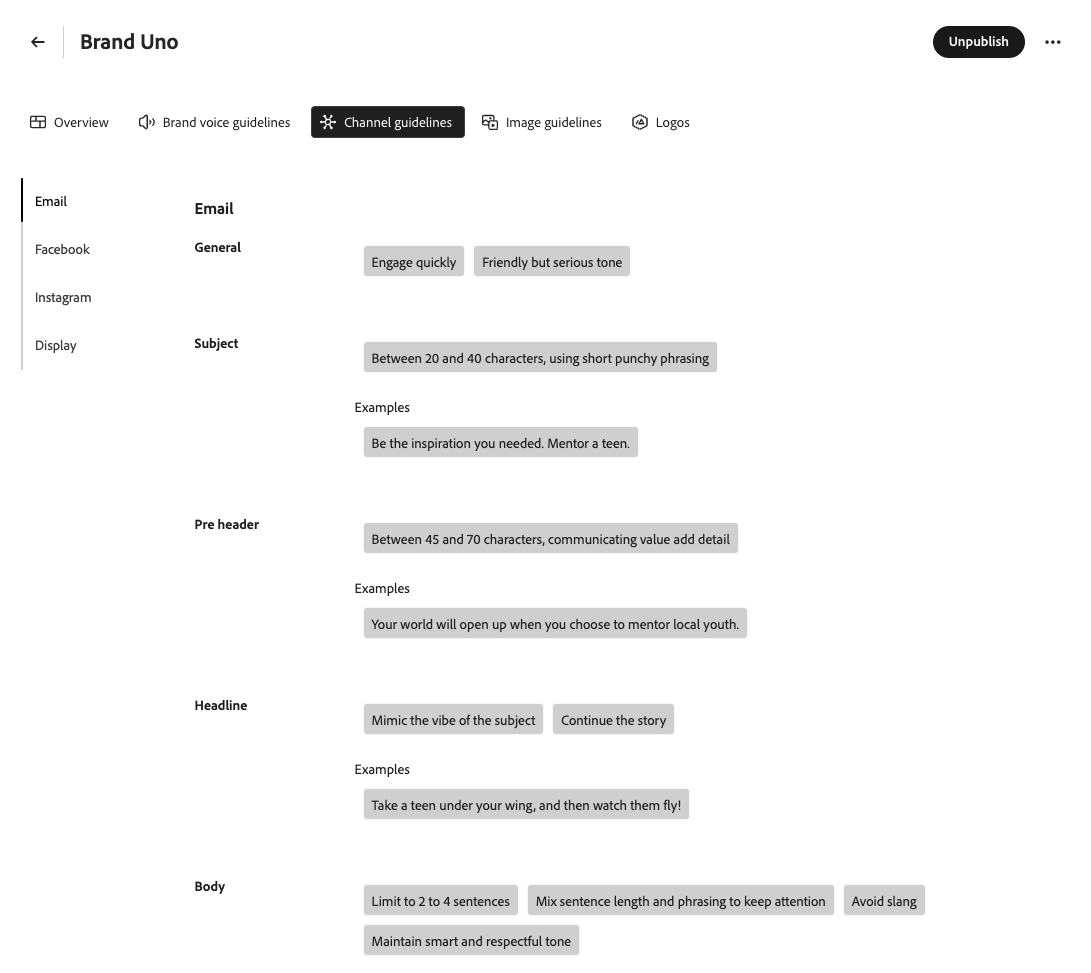 Brand Uno
Unpublish
Overview
Brand voice guidelines
Channel guidelines
Image guidelines
Logos
Email
Facebook
Instagram
Display
Email
General
Engage quickly
Friendly but serious tone
Subject
Between 20 and 40 characters, using short punchy phrasing
Examples
Be the inspiration you needed. Mentor a teen.
Pre header
Between 45 and 70 characters, communicating value add detail
Examples
Your world will open up when you choose to mentor local youth.
Headline
Mimic the vibe of the subject
Continue the story
Examples
Take a teen under your wing, and then watch them fly!
Body
Limit to 2 to 4 sentences
Mix sentence length and phrasing to keep attention
Avoid slang
Maintain smart and respectful tone